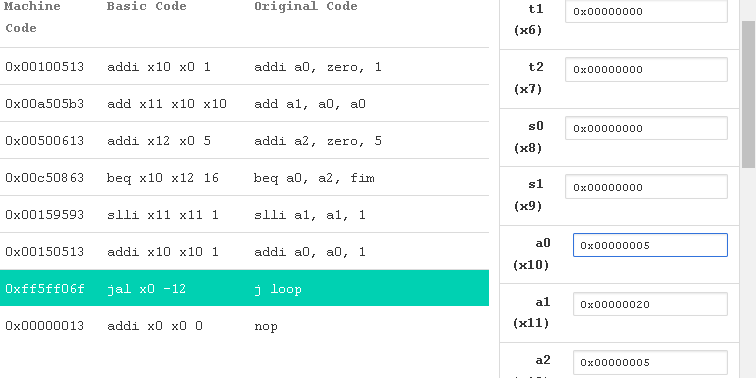 Machine Code Basic Code Original Code
0x00100513 addi x10 x0 1 addi a0, zero, 1
0x00a505b3 add x11 x10 x10 add a1, a0, a0
0x00500613 addi x12 x0 5 addi a2, zero, 5
0x00c50863 beq x10 x12 16 beq a0, a2, fim
0x00159593 slli x11 x11 1 slli a1, a1, 1
0x00150513 addi x10 x10 1 addi a0, a0, 1
0xff5ff06f jal x0 -12 j loop
0x00000013 addi x0 x0 0 nop
t1 (x6) 0x00000000
t2 (x7) 0x00000000
s0 (x8) 0x00000000
s1 (x9) 0x00000000
a0 (x10) 0x00000005
a1 (x11) 0x00000020
a2 0x00000005